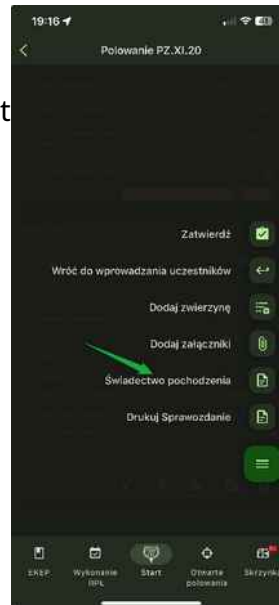 19:16
Polowanie PZ.XI.20
t
Zatwierdź
Wróć do wprowadzania uczestników
Dodaj zwierzynę
Dodaj załączniki
Świadectwo pochodzenia
Drukuj Sprawozdanie
EKEP
Wykonanie RPŁ
Start
Otwarte polowania
Skrzynka